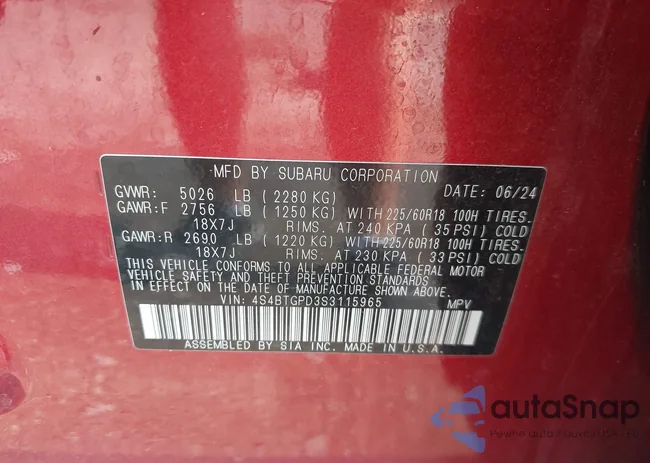 MFD BY SUBARU CORPORATION
GVWR: 5026 LB ( 2280 KG) DATE: 06/24
GAWR:F 2756 LB ( 1250 KG) WITH 225/60R18 100H TIRES.
18X7J RIMS. AT 240 KPA ( 35 PSI) COLD
GAWR:R 2690 LB ( 1220 KG) WITH 225/60R18 100H TIRES.
18X7J RIMS. AT 230 KPA ( 33 PSI) COLD
THIS VEHICLE CONFORMS TO ALL APPLICABLE FEDERAL MOTOR
VEHICLE SAFETY AND THEFT PREVENTION STANDARDS
IN EFFECT ON THE DATE OF MANUFACTURE SHOWN ABOVE.
VIN: 4S4BTGPD3S3115965 MPV
ASSEMBLED BY SIA INC. MADE IN U.S.A.
autaSnap